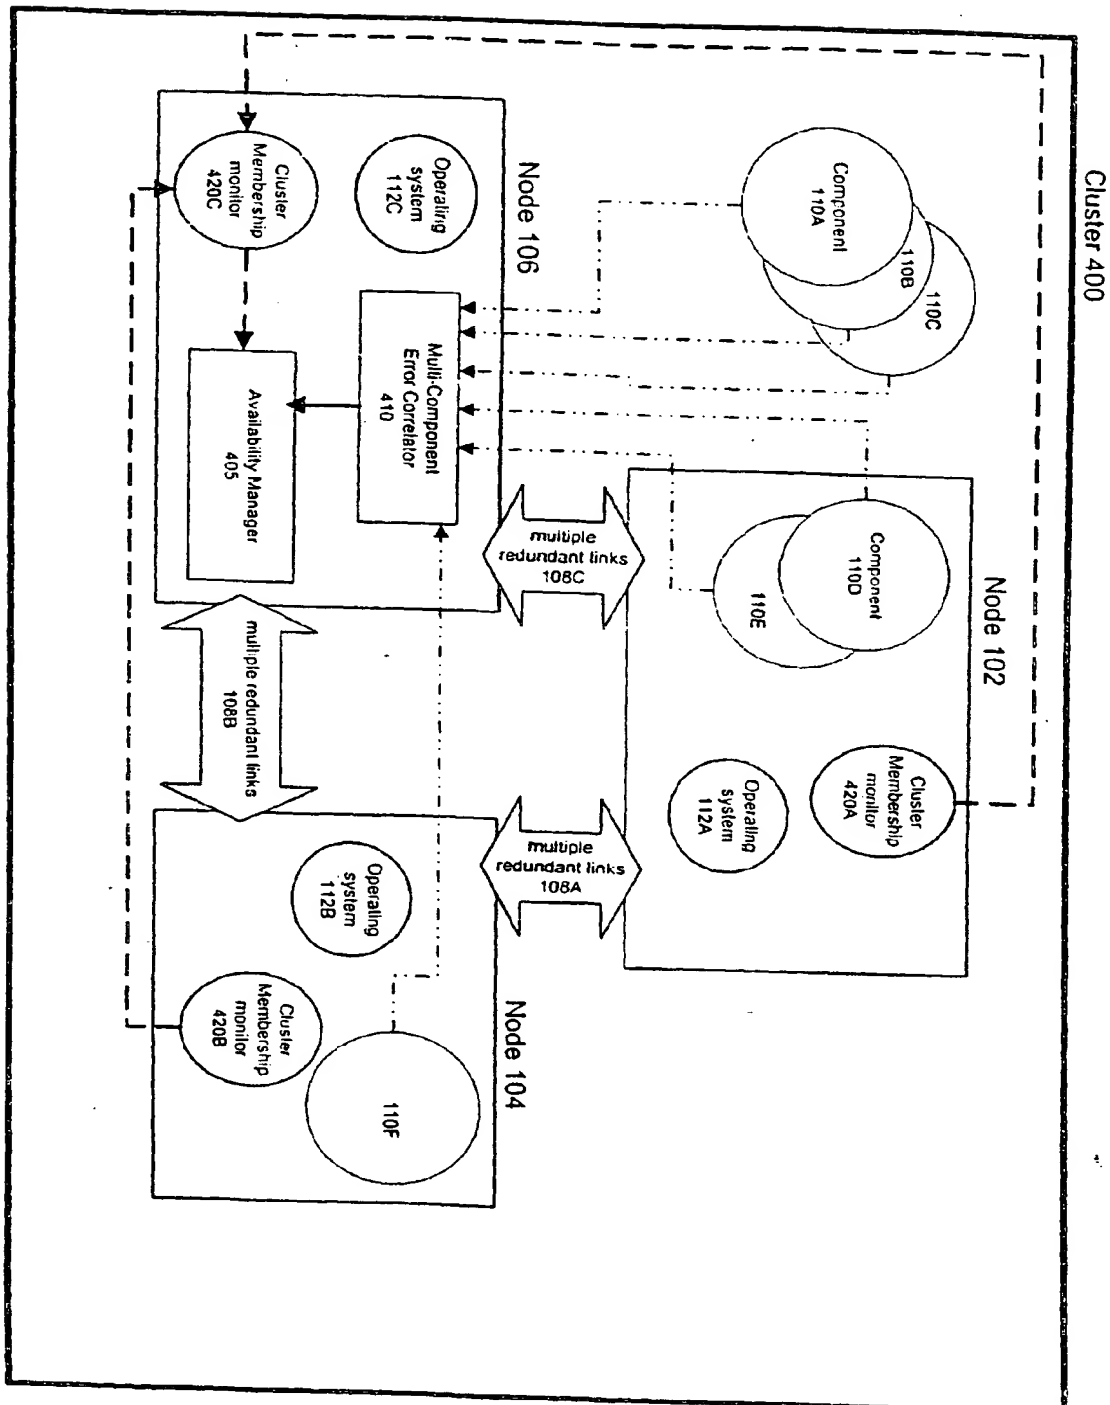 Cluster 400
Component
110A
110B
110C
Node 102
Component
110D
110E
Cluster
Membership
monitor
420A
Operating
system
112A
Node 106
Operating
system
112C
Cluster
Membership
monitor
420C
Multi-Component
Error Correlator
410
Availability Manager
405
multiple
redundant links
108C
multiple
redundant links
108A
multiple redundant links
108B
Node 104
Operating
system
112B
Cluster
Membership
monitor
420B
110F